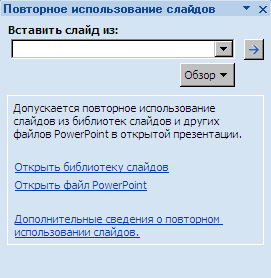 Повторное использование слайдов
Вставить слайд из:
Обзор
Допускается повторное использование
слайдов из библиотек слайдов и других
файлов PowerPoint в открытой презентации.
Открыть библиотеку слайдов
Открыть файл PowerPoint
Дополнительные сведения о повторном
использовании слайдов.